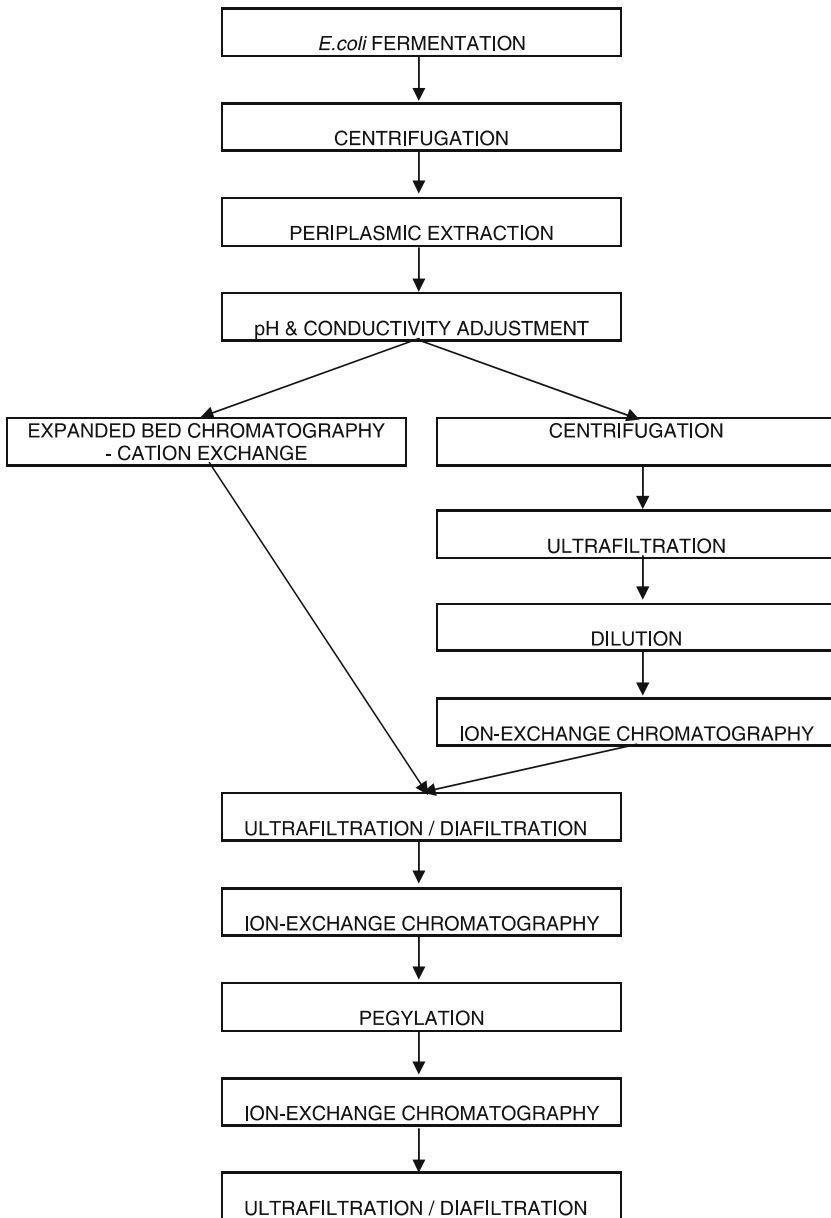 E.coli FERMENTATION
CENTRIFUGATION
PERIPLASMIC EXTRACTION
pH & CONDUCTIVITY ADJUSTMENT
EXPANDED BED CHROMATOGRAPHY
- CATION EXCHANGE
CENTRIFUGATION
ULTRAFILTRATION
DILUTION
ION-EXCHANGE CHROMATOGRAPHY
ULTRAFILTRATION / DIAFILTRATION
ION-EXCHANGE CHROMATOGRAPHY
PEGYLATION
ION-EXCHANGE CHROMATOGRAPHY
ULTRAFILTRATION / DIAFILTRATION